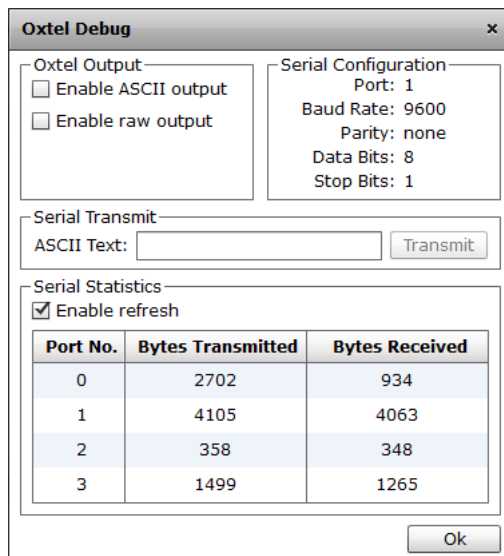 Oxtel Debug ×
Oxtel Output
Enable ASCII output
Enable raw output
Serial Configuration
Port: 1
Baud Rate: 9600
Parity: none
Data Bits: 8
Stop Bits: 1
Serial Transmit
ASCII Text: Transmit
Serial Statistics
Enable refresh
Port No. Bytes Transmitted Bytes Received
0 2702 934
1 4105 4063
2 358 348
3 1499 1265
Ok